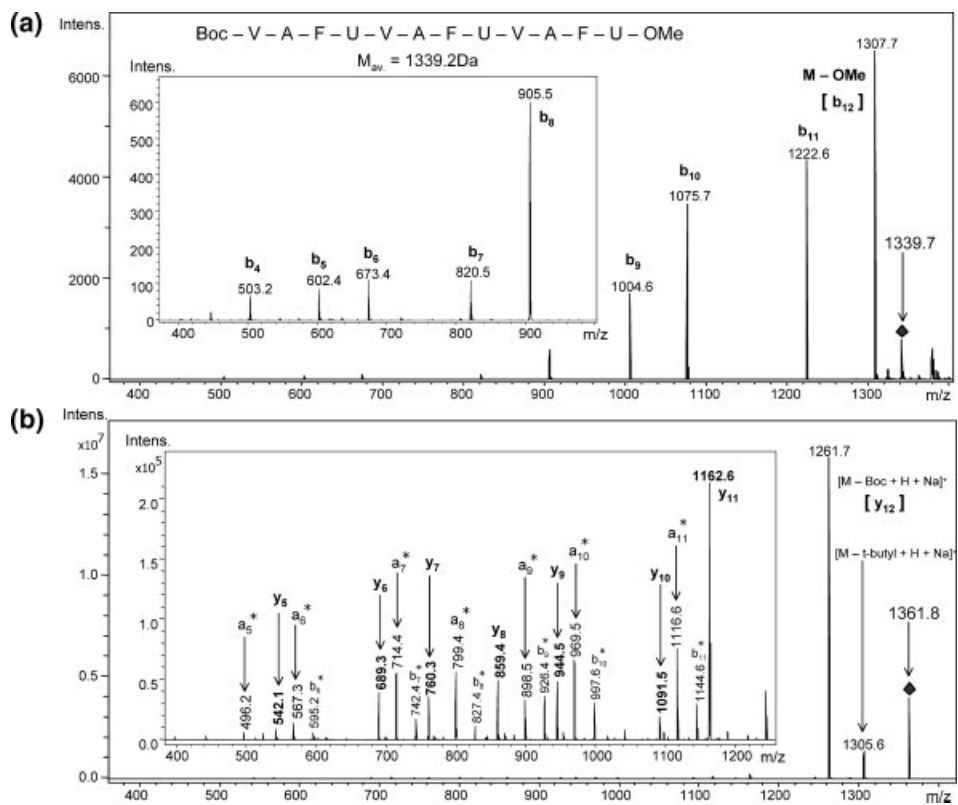 (a)
Intens.
Boc – V – A – F – U – V – A – F – U – V – A – F – U – OMe
Mav. = 1339.2Da
6000
4000
2000
0
Intens.
600
500
400
300
200
100
0
b4
503.2
b5
602.4
b6
673.4
b7
820.5
905.5
b8
400 500 600 700 800 900 m/z
b9
1004.6
b10
1075.7
b11
1222.6
1307.7
M – OMe
[ b12 ]
1339.7
400 500 600 700 800 900 1000 1100 1200 1300 m/z
(b)
Intens.
x10^7
1.5
1.0
0.5
0.0
Intens.
x10^5
2.0
1.5
1.0
0.5
0.0
a5*
496.2
y5
542.1
a6*
567.3
595.2 b6*
y6
689.3
a7*
714.4
742.4 b7*
y7
760.3
a8*
799.4
827.4 b8*
y8
859.4
a9*
898.5
926.4 b9*
y9
944.5
a10*
969.5
997.6 b10*
y10
1091.5
a11*
1116.6
1144.6 b11*
1162.6
y11
400 500 600 700 800 900 1000 1100 1200 m/z
1261.7
[M – Boc + H + Na]+
[ y12 ]
[M – t-butyl + H + Na]+
1305.6
1361.8
400 500 600 700 800 900 1000 1100 1200 1300 m/z